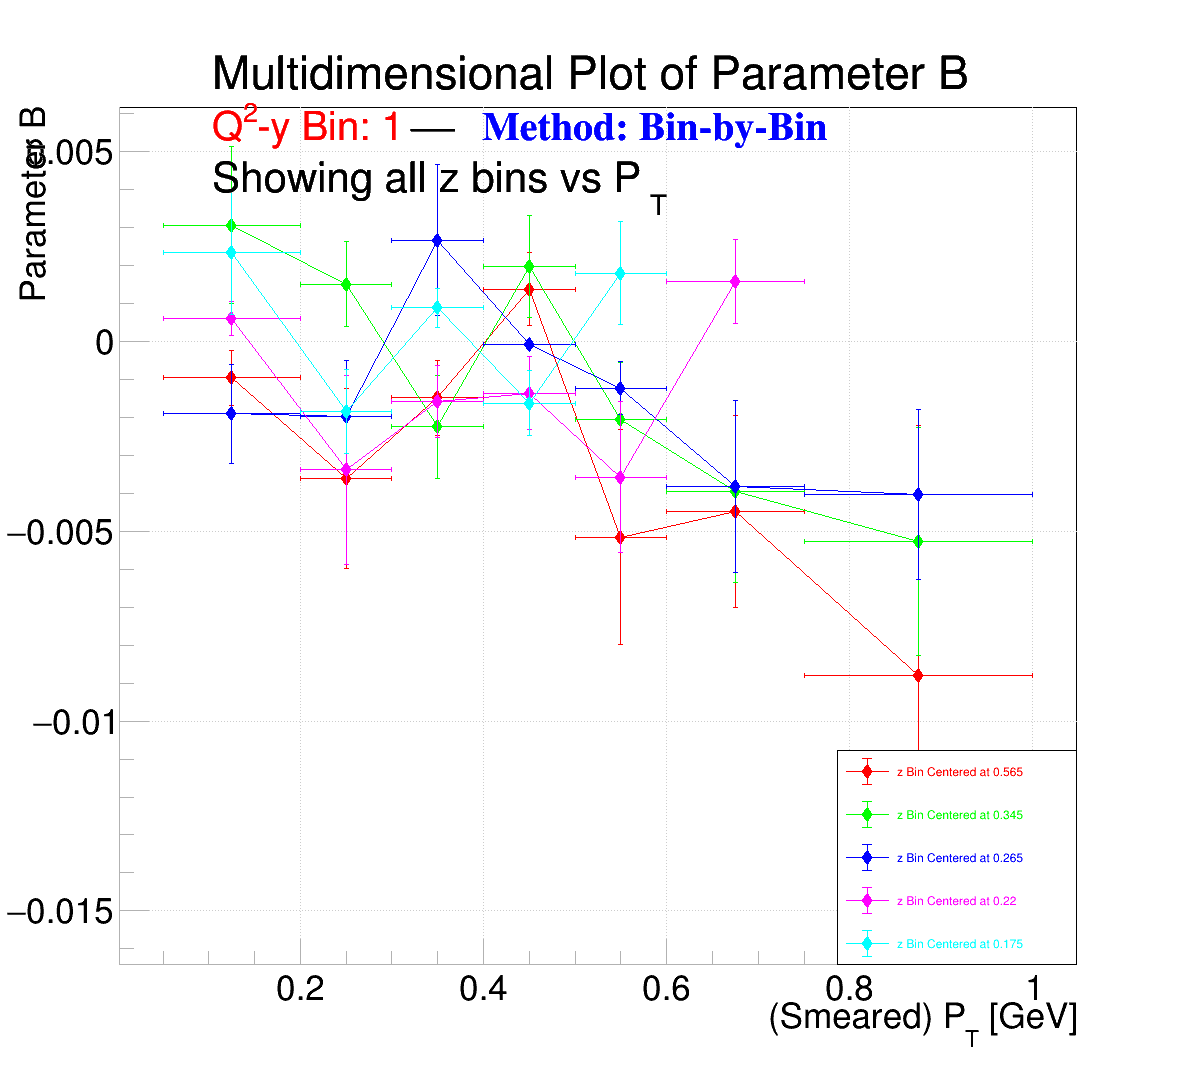 Multidimensional Plot of Parameter B
Q2-y Bin: 1 — Method: Bin-by-Bin
Showing all z bins vs PT
Parameter B
0.005
0
−0.005
−0.01
−0.015
z Bin Centered at 0.565
z Bin Centered at 0.345
z Bin Centered at 0.265
z Bin Centered at 0.22
z Bin Centered at 0.175
0.2 0.4 0.6 0.8 1
(Smeared) PT [GeV]